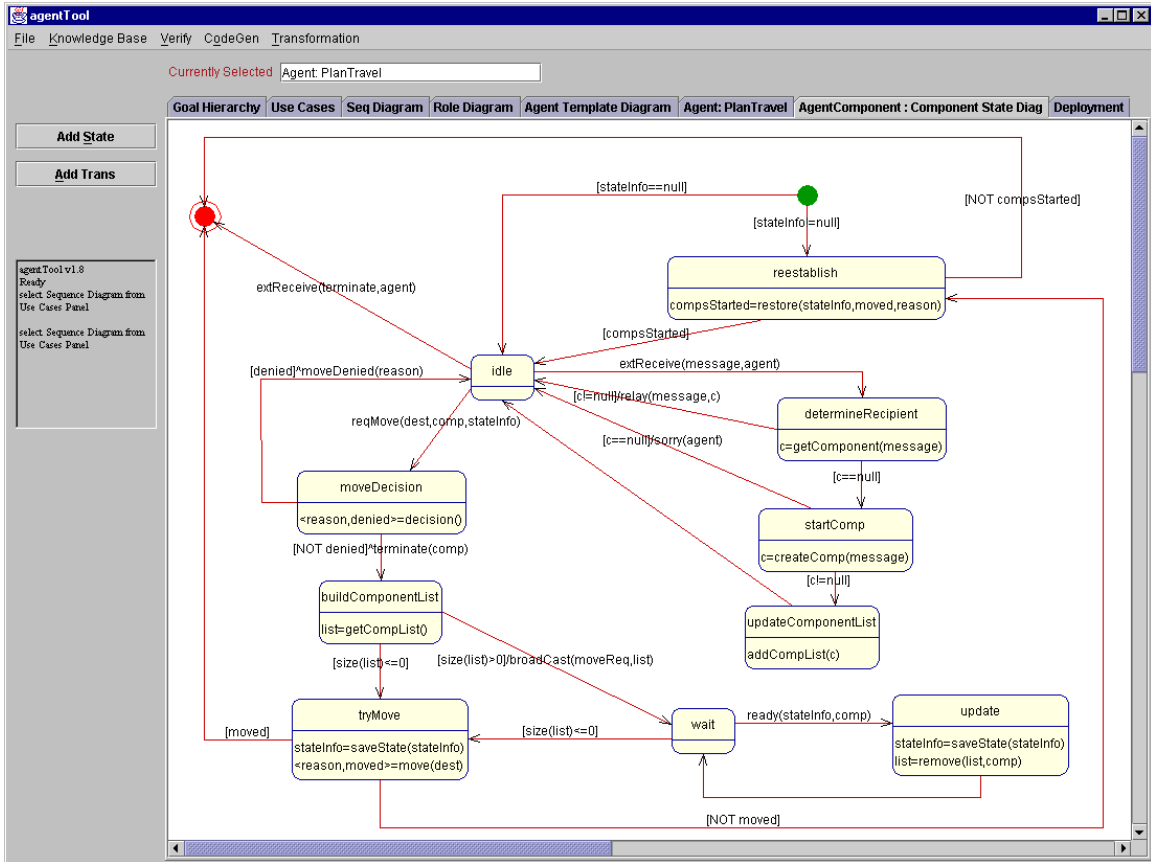 agentTool
File Knowledge Base Verify CodeGen Transformation
Currently Selected Agent: PlanTravel
Goal Hierarchy Use Cases Seq Diagram Role Diagram Agent Template Diagram Agent: PlanTravel AgentComponent : Component State Diag Deployment
Add State
Add Trans
agentTool v1.8
Ready
select Sequence Diagram from
Use Cases Panel
select Sequence Diagram from
Use Cases Panel
[stateInfo==null]
[NOT compsStarted]
[stateInfo!=null]
reestablish
compsStarted=restore(stateInfo,moved,reason)
extReceive(terminate,agent)
[compsStarted]
idle
extReceive(message,agent)
[denied]^moveDenied(reason)
[c!=null]/relay(message,c)
determineRecipient
c=getComponent(message)
reqMove(dest,comp,stateInfo)
[c==null]/sorry(agent)
[c==null]
moveDecision
<reason,denied>=decision()
startComp
c=createComp(message)
[NOT denied]^terminate(comp)
[c!=null]
buildComponentList
list=getCompList()
updateComponentList
addCompList(c)
[size(list)<=0]
[size(list)>0]/broadCast(moveReq,list)
tryMove
stateInfo=saveState(stateInfo)
<reason,moved>=move(dest)
[moved]
[size(list)<=0]
wait
ready(stateInfo,comp)
update
stateInfo=saveState(stateInfo)
list=remove(list,comp)
[NOT moved]